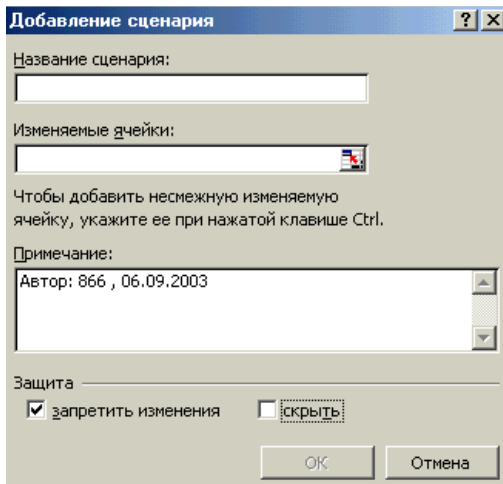 Добавление сценария
Название сценария:
Изменяемые ячейки:
Чтобы добавить несмежную изменяемую
ячейку, укажите ее при нажатой клавише Ctrl.
Примечание:
Автор: 866 , 06.09.2003
Защита
запретить изменения скрыть
ОК Отмена